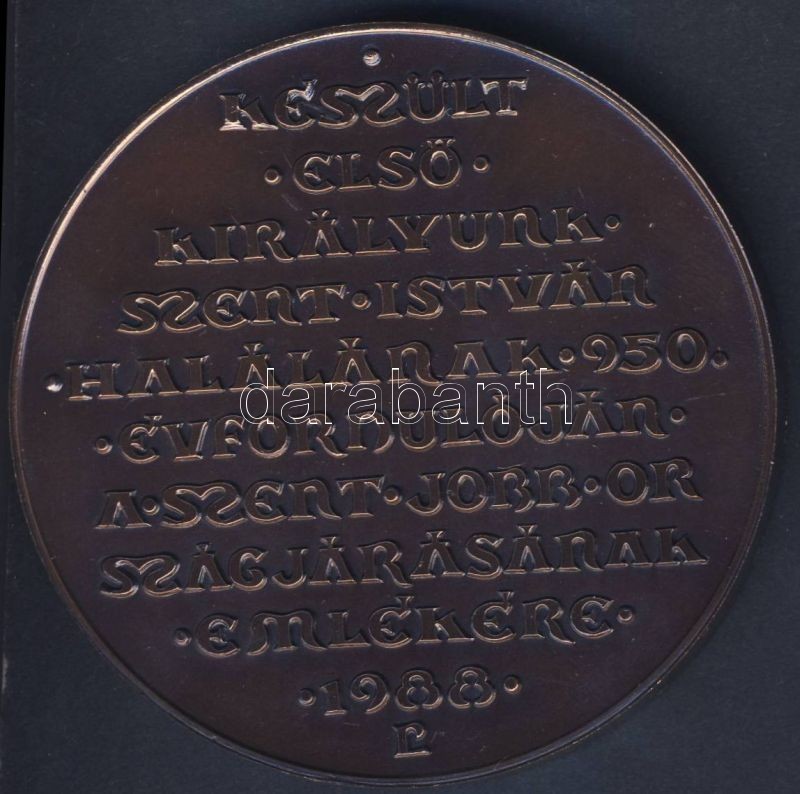 KÉSZÜLT
·ELSŐ·
KIRÁLYUNK·
SZENT·ISTVÁN
·HALÁLÁNAK·950·
darabanth
·ÉVFORDULÓJÁN·
A·SZENT·JOBB·OR
SZÁGJÁRÁSÁNAK
·EMLÉKÉRE·
·1988·